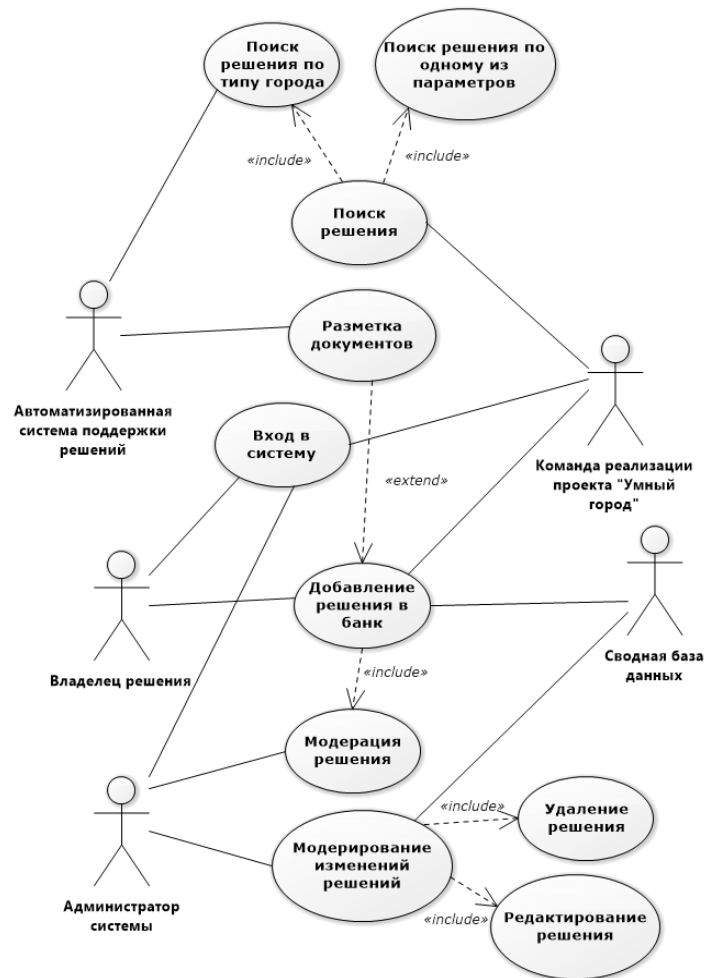 Поиск
решения по
типу города
Поиск решения по
одному из
параметров
«include»
«include»
Поиск
решения
Разметка
документов
Автоматизированная
система поддержки
решений
Вход в
систему
Команда реализации
проекта "Умный
город"
«extend»
Добавление
решения в
банк
Владелец решения
Сводная база
данных
«include»
Модерация
решения
Удаление
решения
«include»
Модерирование
изменений
решений
Администратор
системы
«include»
Редактирование
решения